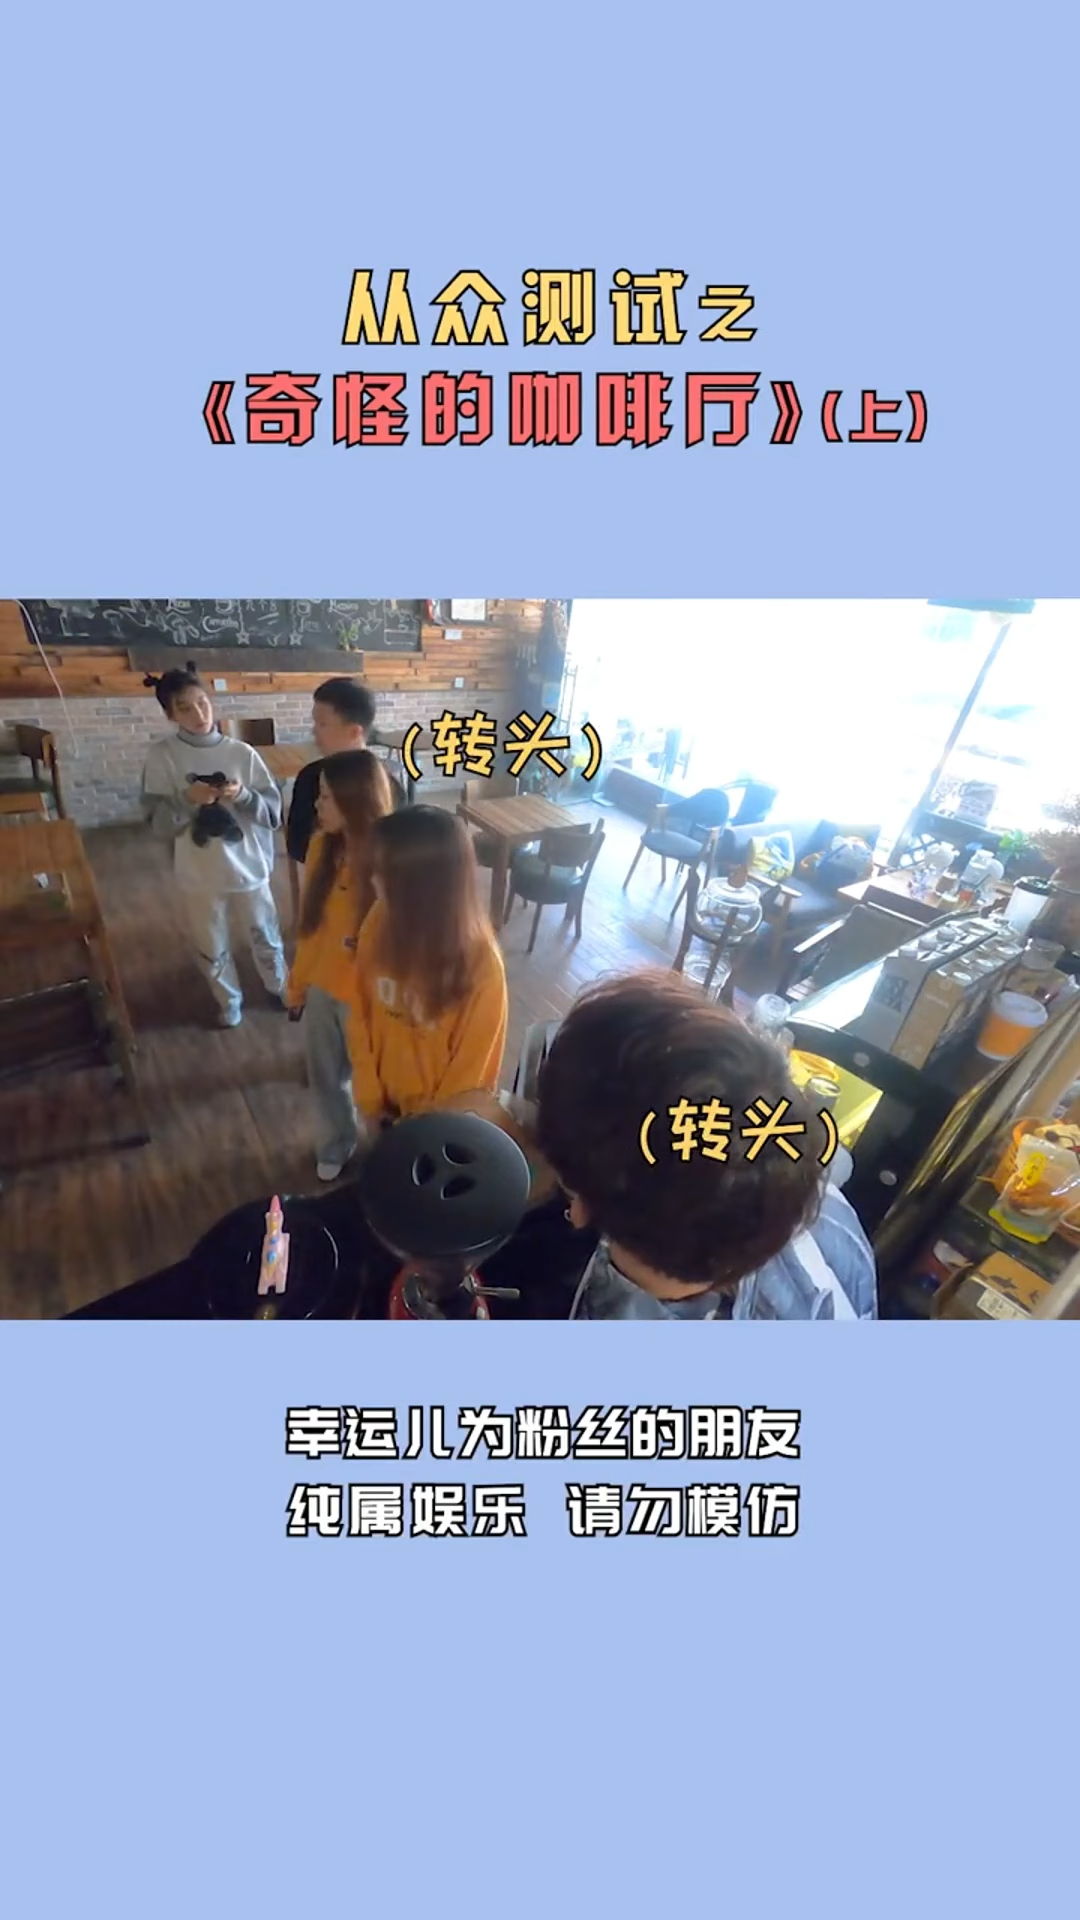 从众测试之
《奇怪的咖啡厅》(上)
(转头)
(转头)
幸运儿为粉丝的朋友
纯属娱乐 请勿模仿